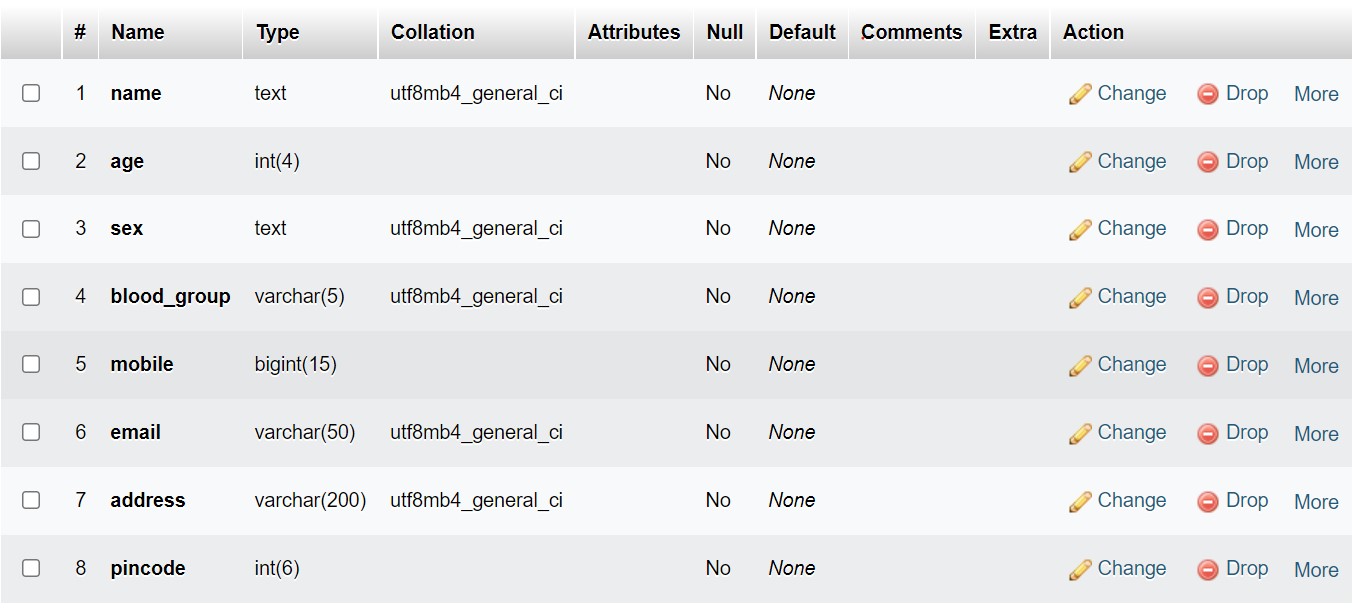 # Name Type Collation Attributes Null Default Comments Extra Action
1 name text utf8mb4_general_ci No None Change Drop More
2 age int(4) No None Change Drop More
3 sex text utf8mb4_general_ci No None Change Drop More
4 blood_group varchar(5) utf8mb4_general_ci No None Change Drop More
5 mobile bigint(15) No None Change Drop More
6 email varchar(50) utf8mb4_general_ci No None Change Drop More
7 address varchar(200) utf8mb4_general_ci No None Change Drop More
8 pincode int(6) No None Change Drop More